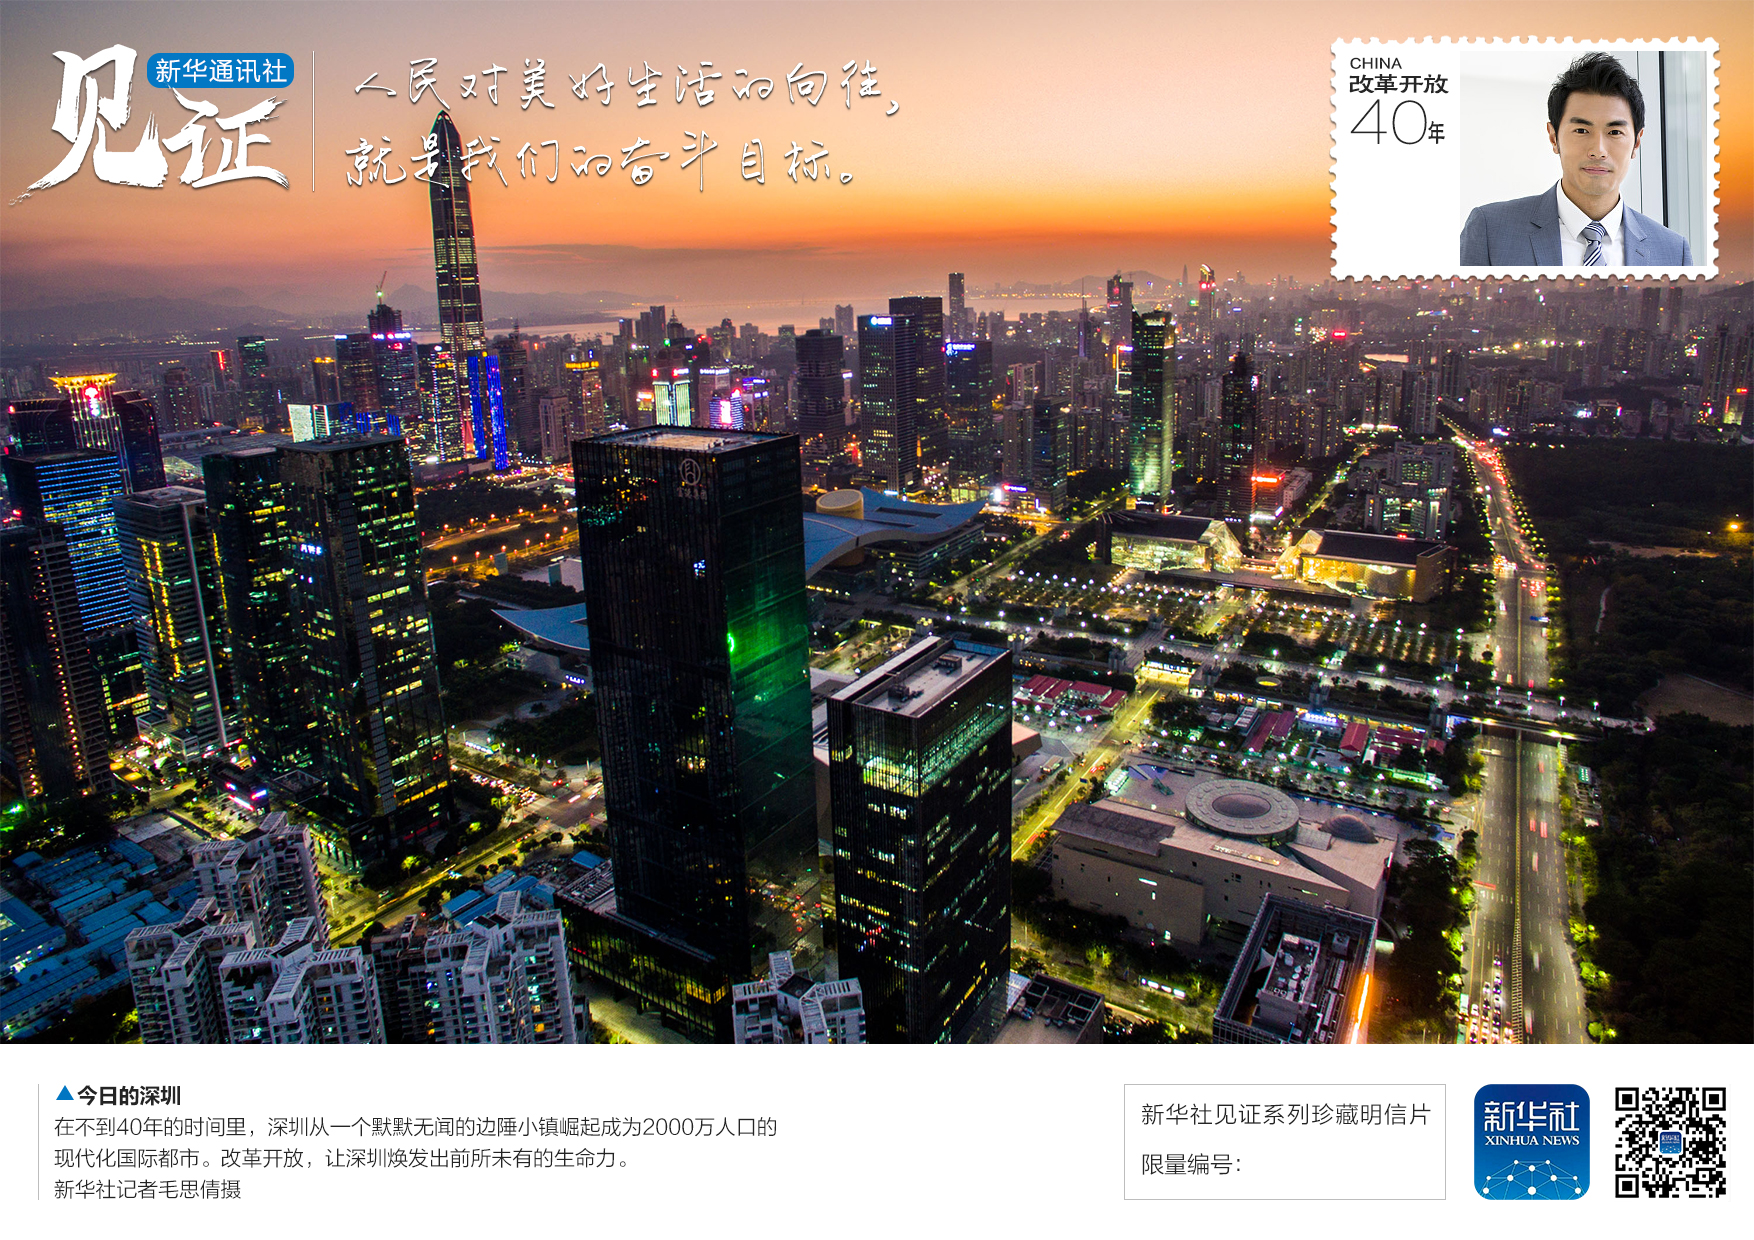 见证
新华通讯社
人民对美好生活的向往，
就是我们的奋斗目标。
CHINA
改革开放
40年
▲今日的深圳
在不到40年的时间里，深圳从一个默默无闻的边陲小镇崛起成为2000万人口的
现代化国际都市。改革开放，让深圳焕发出前所未有的生命力。
新华社记者毛思倩摄
新华社见证系列珍藏明信片
限量编号：
新华社
XINHUA NEWS